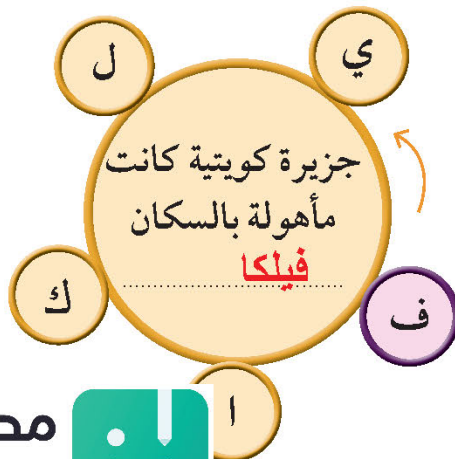 ي
ل
جزيرة كويتية كانت
مأهولة بالسكان
فيلكا
ف
ك
ا